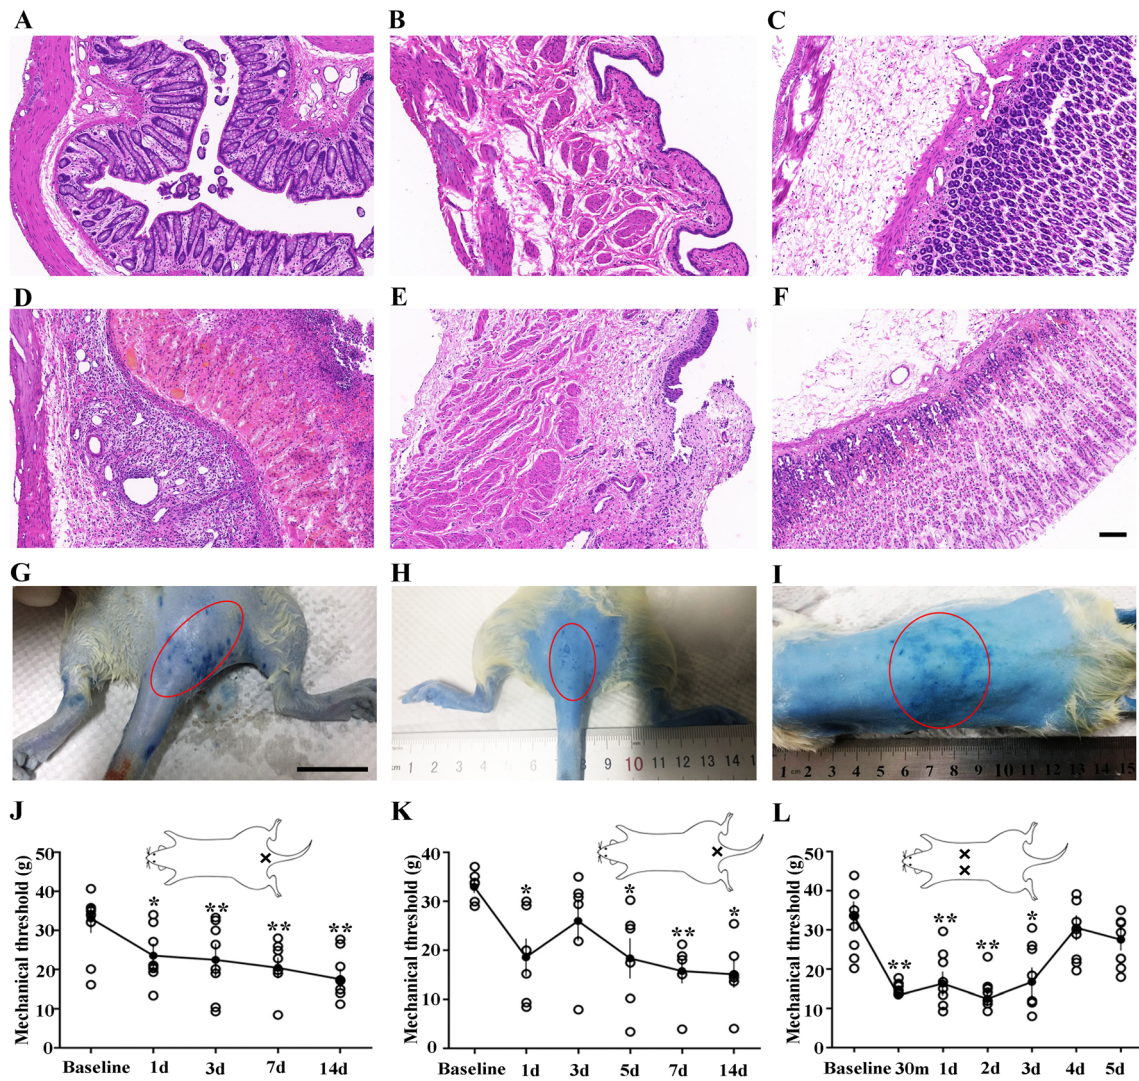 A B C
D E F
G H I
cm 1 2 3 4 5 6 7 8 9 10 11 12 13 14
1 cm 2 3 4 5 6 7 8 9 10 11 12 13 14 15
J K L
Mechanical threshold (g)
50
40
30
20
10
0
Baseline 1d 3d 7d 14d
* ** ** **
Mechanical threshold (g)
40
30
20
10
0
Baseline 1d 3d 5d 7d 14d
* * ** *
Mechanical threshold (g)
50
40
30
20
10
0
Baseline 30m 1d 2d 3d 4d 5d
** ** ** *